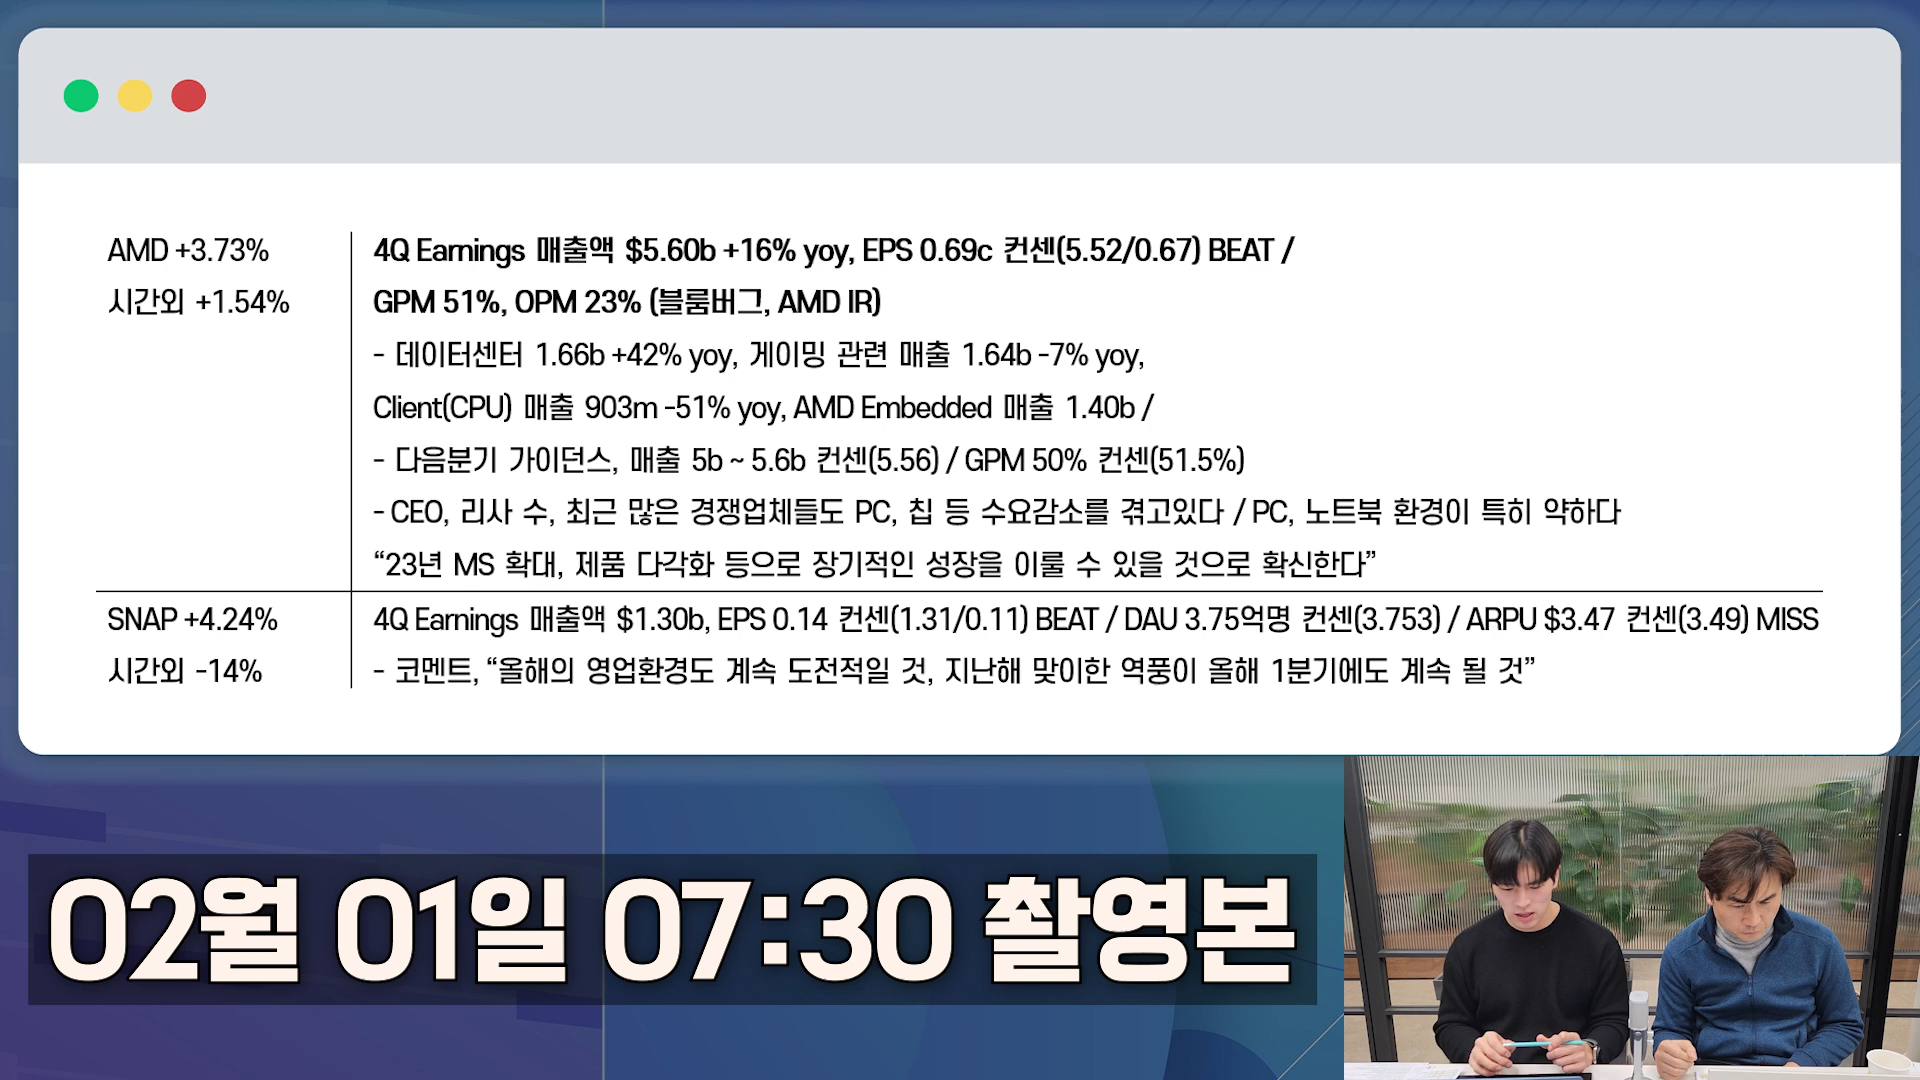 AMD +3.73%
시간외 +1.54%
4Q Earnings 매출액 $5.60b +16% yoy, EPS 0.69c 컨센(5.52/0.67) BEAT /
GPM 51%, OPM 23% (블룸버그, AMD IR)
- 데이터센터 1.66b +42% yoy, 게이밍 관련 매출 1.64b -7% yoy,
Client(CPU) 매출 903m -51% yoy, AMD Embedded 매출 1.40b /
- 다음분기 가이던스, 매출 5b ~ 5.6b 컨센(5.56) / GPM 50% 컨센(51.5%)
- CEO, 리사 수, 최근 많은 경쟁업체들도 PC, 칩 등 수요감소를 겪고있다 / PC, 노트북 환경이 특히 약하다
“23년 MS 확대, 제품 다각화 등으로 장기적인 성장을 이룰 수 있을 것으로 확신한다”
SNAP +4.24%
시간외 -14%
4Q Earnings 매출액 $1.30b, EPS 0.14 컨센(1.31/0.11) BEAT / DAU 3.75억명 컨센(3.753) / ARPU $3.47 컨센(3.49) MISS
- 코멘트, “올해의 영업환경도 계속 도전적일 것, 지난해 맞이한 역풍이 올해 1분기에도 계속 될 것”
02월 01일 07:30 촬영본